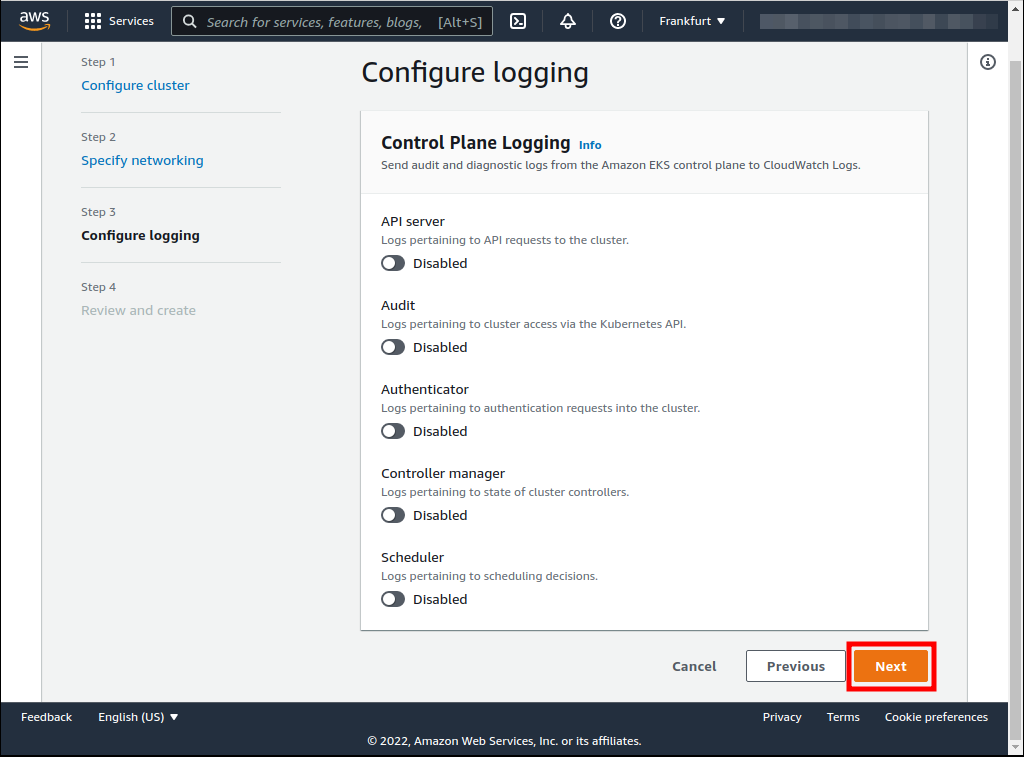 aws Services Search for services, features, blogs, [Alt+S] Frankfurt ▼
Step 1
Configure cluster
Step 2
Specify networking
Step 3
Configure logging
Step 4
Review and create
Configure logging
Control Plane Logging Info
Send audit and diagnostic logs from the Amazon EKS control plane to CloudWatch Logs.
API server
Logs pertaining to API requests to the cluster.
Disabled
Audit
Logs pertaining to cluster access via the Kubernetes API.
Disabled
Authenticator
Logs pertaining to authentication requests into the cluster.
Disabled
Controller manager
Logs pertaining to state of cluster controllers.
Disabled
Scheduler
Logs pertaining to scheduling decisions.
Disabled
Cancel Previous Next
Feedback English (US) ▼ Privacy Terms Cookie preferences
© 2022, Amazon Web Services, Inc. or its affiliates.